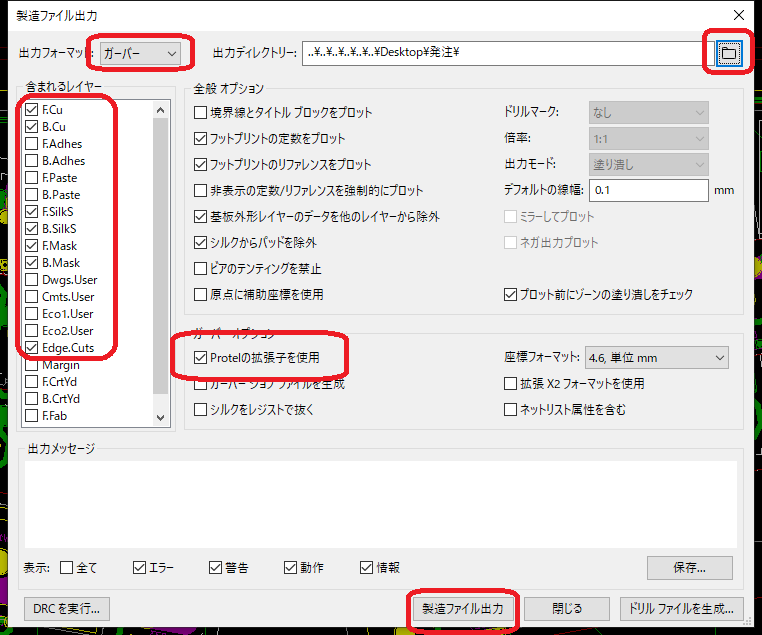 製造ファイル出力
出力フォーマット: ガーバー 出力ディレクトリー: ..¥..¥..¥..¥..¥..¥Desktop¥発注¥
含まれるレイヤー
F.Cu
B.Cu
F.Adhes
B.Adhes
F.Paste
B.Paste
F.SilkS
B.SilkS
F.Mask
B.Mask
Dwgs.User
Cmts.User
Eco1.User
Eco2.User
Edge.Cuts
Margin
F.CrtYd
B.CrtYd
F.Fab
全般 オプション
境界線とタイトル ブロックをプロット
フットプリントの定数をプロット
フットプリントのリファレンスをプロット
非表示の定数/リファレンスを強制的にプロット
基板外形レイヤーのデータを他のレイヤーから除外
シルクからパッドを除外
ビアのテンティングを禁止
原点に補助座標を使用
ドリルマーク: なし
倍率: 1:1
出力モード: 塗り潰し
デフォルトの線幅: 0.1 mm
ミラーしてプロット
ネガ出力プロット
プロット前にゾーンの塗り潰しをチェック
ガーバー オプション
Protelの拡張子を使用
ガーバー ジョブファイルを生成
シルクをレジストで抜く
座標フォーマット: 4.6, 単位 mm
拡張 X2 フォーマットを使用
ネットリスト属性を含む
出力メッセージ
表示: 全て エラー 警告 動作 情報 保存...
DRC を実行... 製造ファイル出力 閉じる ドリル ファイルを生成...